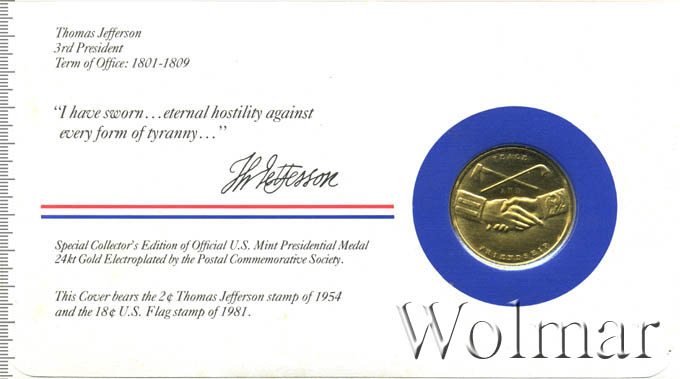 Thomas Jefferson
3rd President
Term of Office: 1801-1809
“I have sworn…eternal hostility against
every form of tyranny…”
Th Jefferson
Special Collector's Edition of Official U.S. Mint Presidential Medal
24kt Gold Electroplated by the Postal Commemorative Society.
This Cover bears the 2¢ Thomas Jefferson stamp of 1954
and the 18¢ U.S. Flag stamp of 1981.
PEACE
AND
FRIENDSHIP
Wolmar